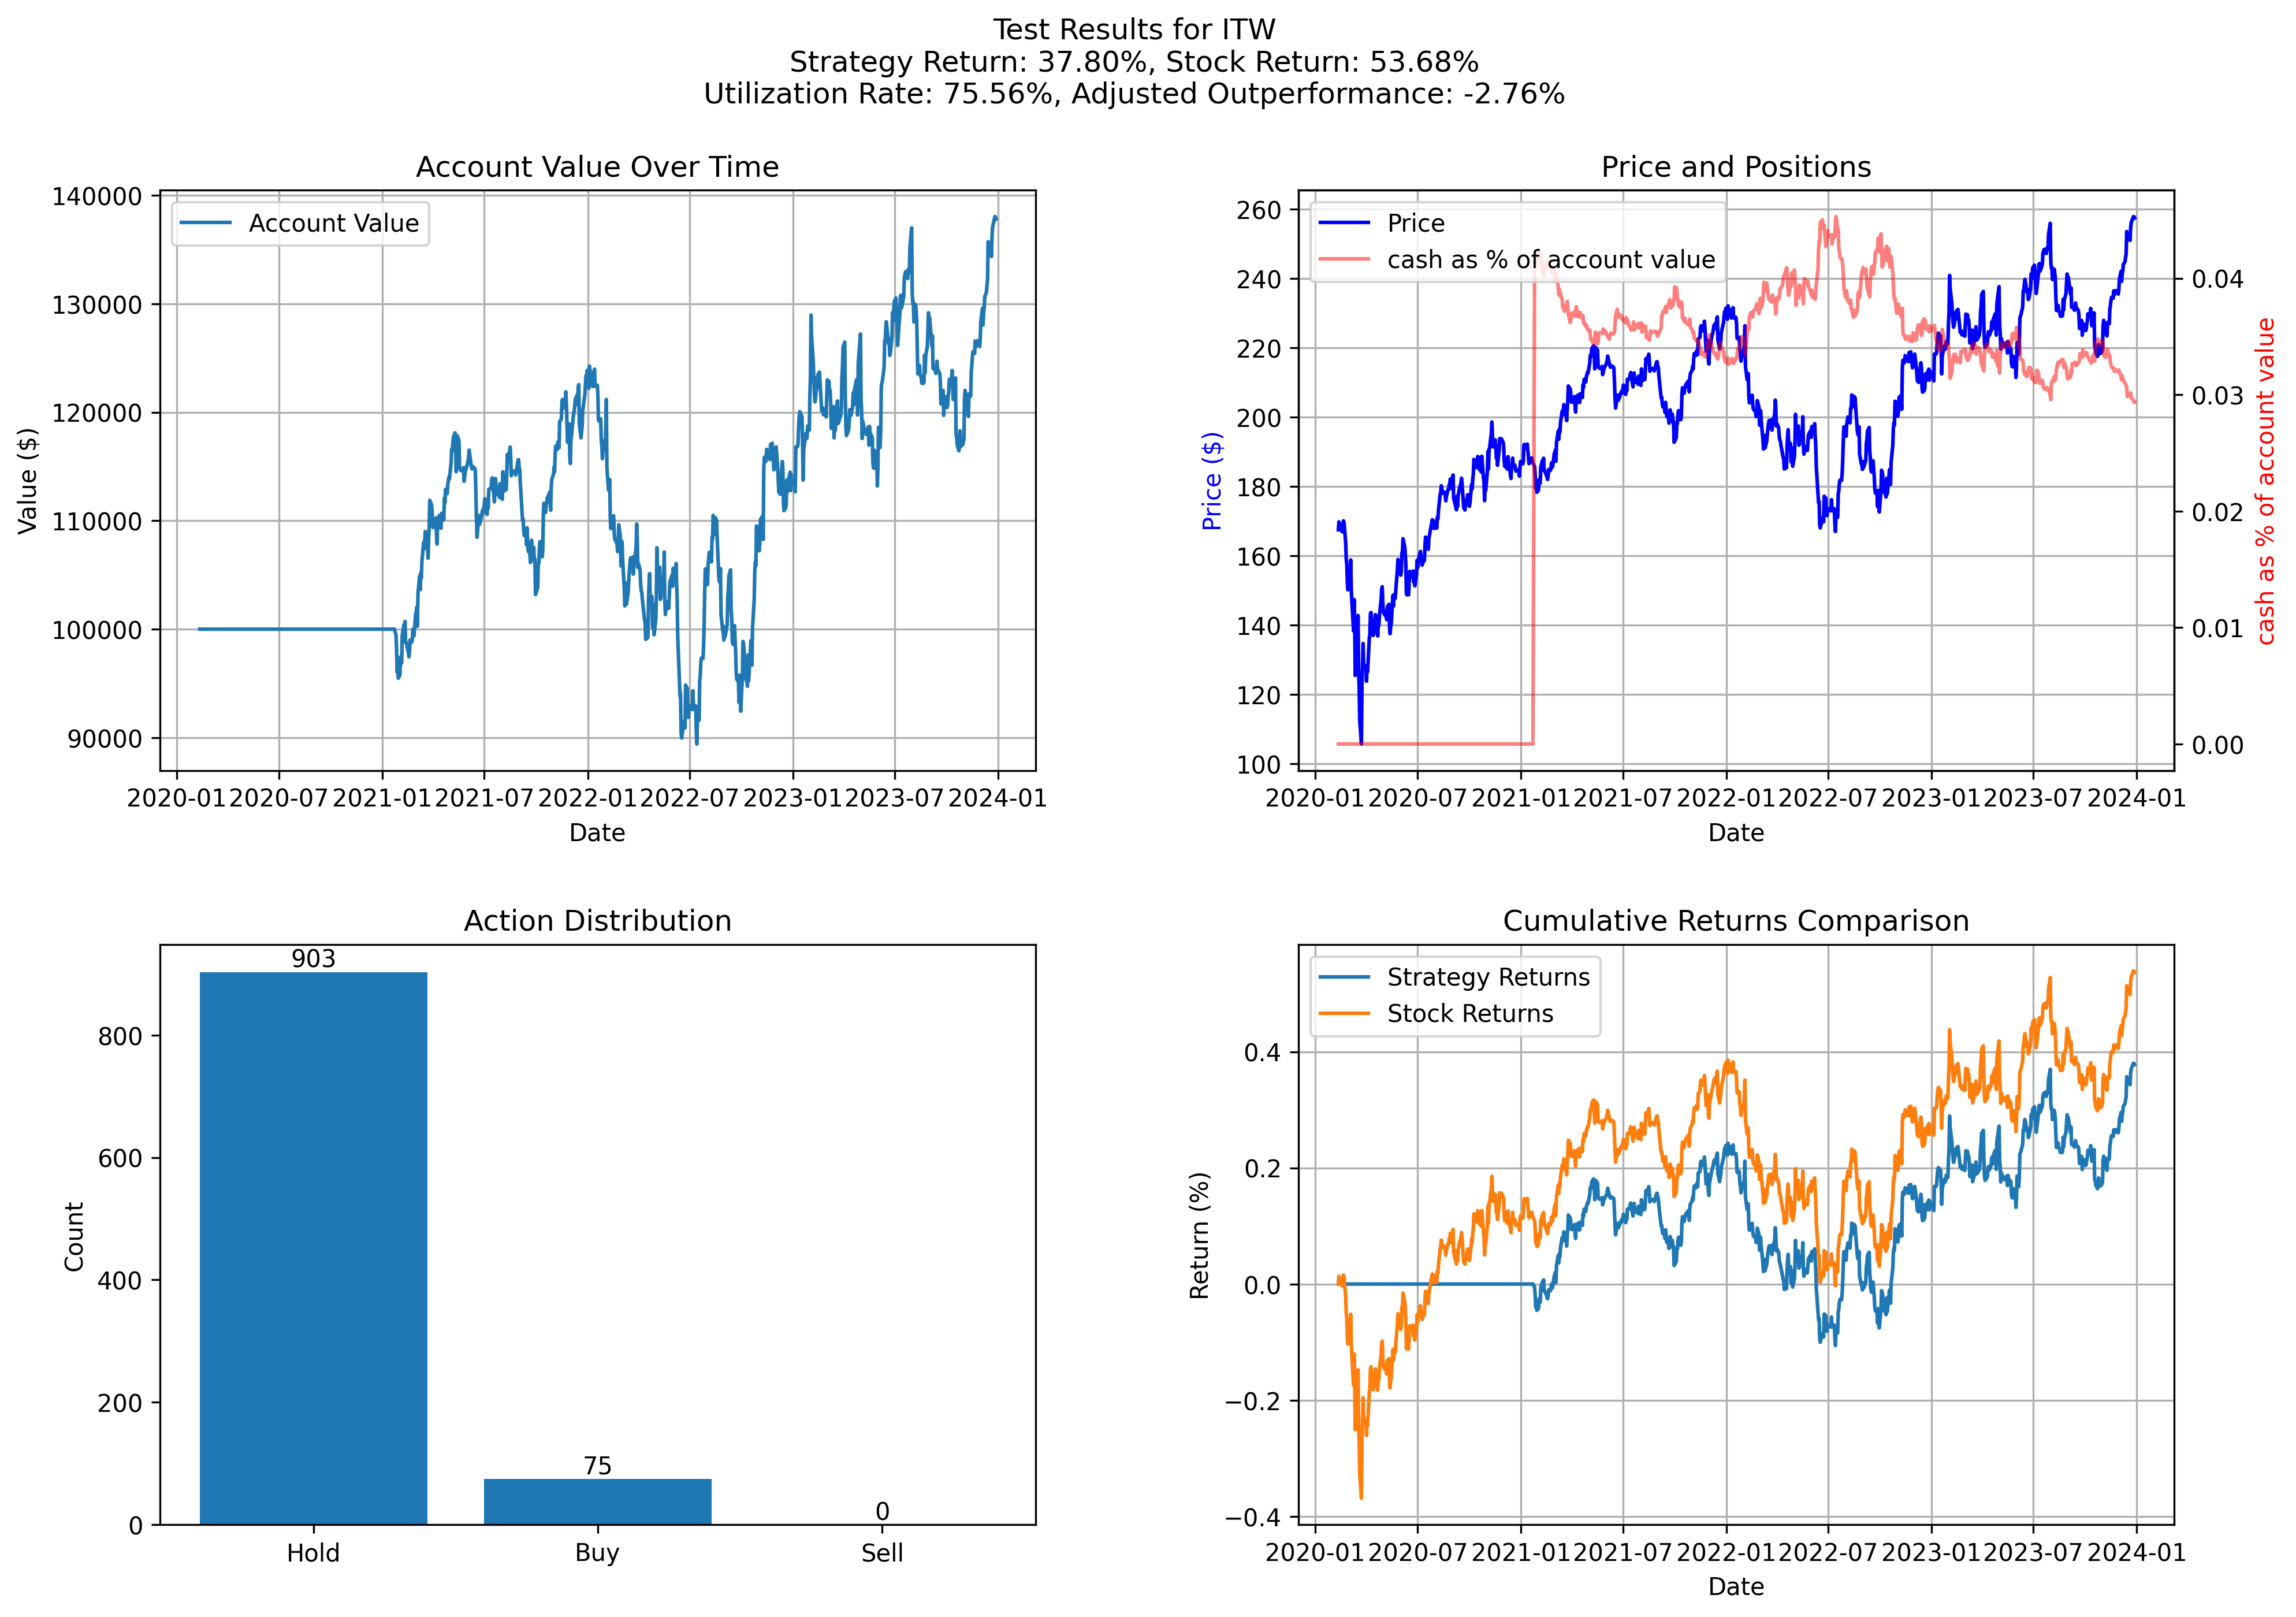 Test Results for ITW
Strategy Return: 37.80%, Stock Return: 53.68%
Utilization Rate: 75.56%, Adjusted Outperformance: -2.76%
Account Value Over Time
Account Value
140000
130000
120000
110000
100000
90000
Value ($)
2020-01 2020-07 2021-01 2021-07 2022-01 2022-07 2023-01 2023-07 2024-01
Date
Price and Positions
Price
cash as % of account value
260
240
220
200
180
160
140
120
100
Price ($)
0.04
0.03
0.02
0.01
0.00
cash as % of account value
2020-01 2020-07 2021-01 2021-07 2022-01 2022-07 2023-01 2023-07 2024-01
Date
Action Distribution
903
75
0
800
600
400
200
0
Count
Hold Buy Sell
Cumulative Returns Comparison
Strategy Returns
Stock Returns
0.4
0.2
0.0
−0.2
−0.4
Return (%)
2020-01 2020-07 2021-01 2021-07 2022-01 2022-07 2023-01 2023-07 2024-01
Date